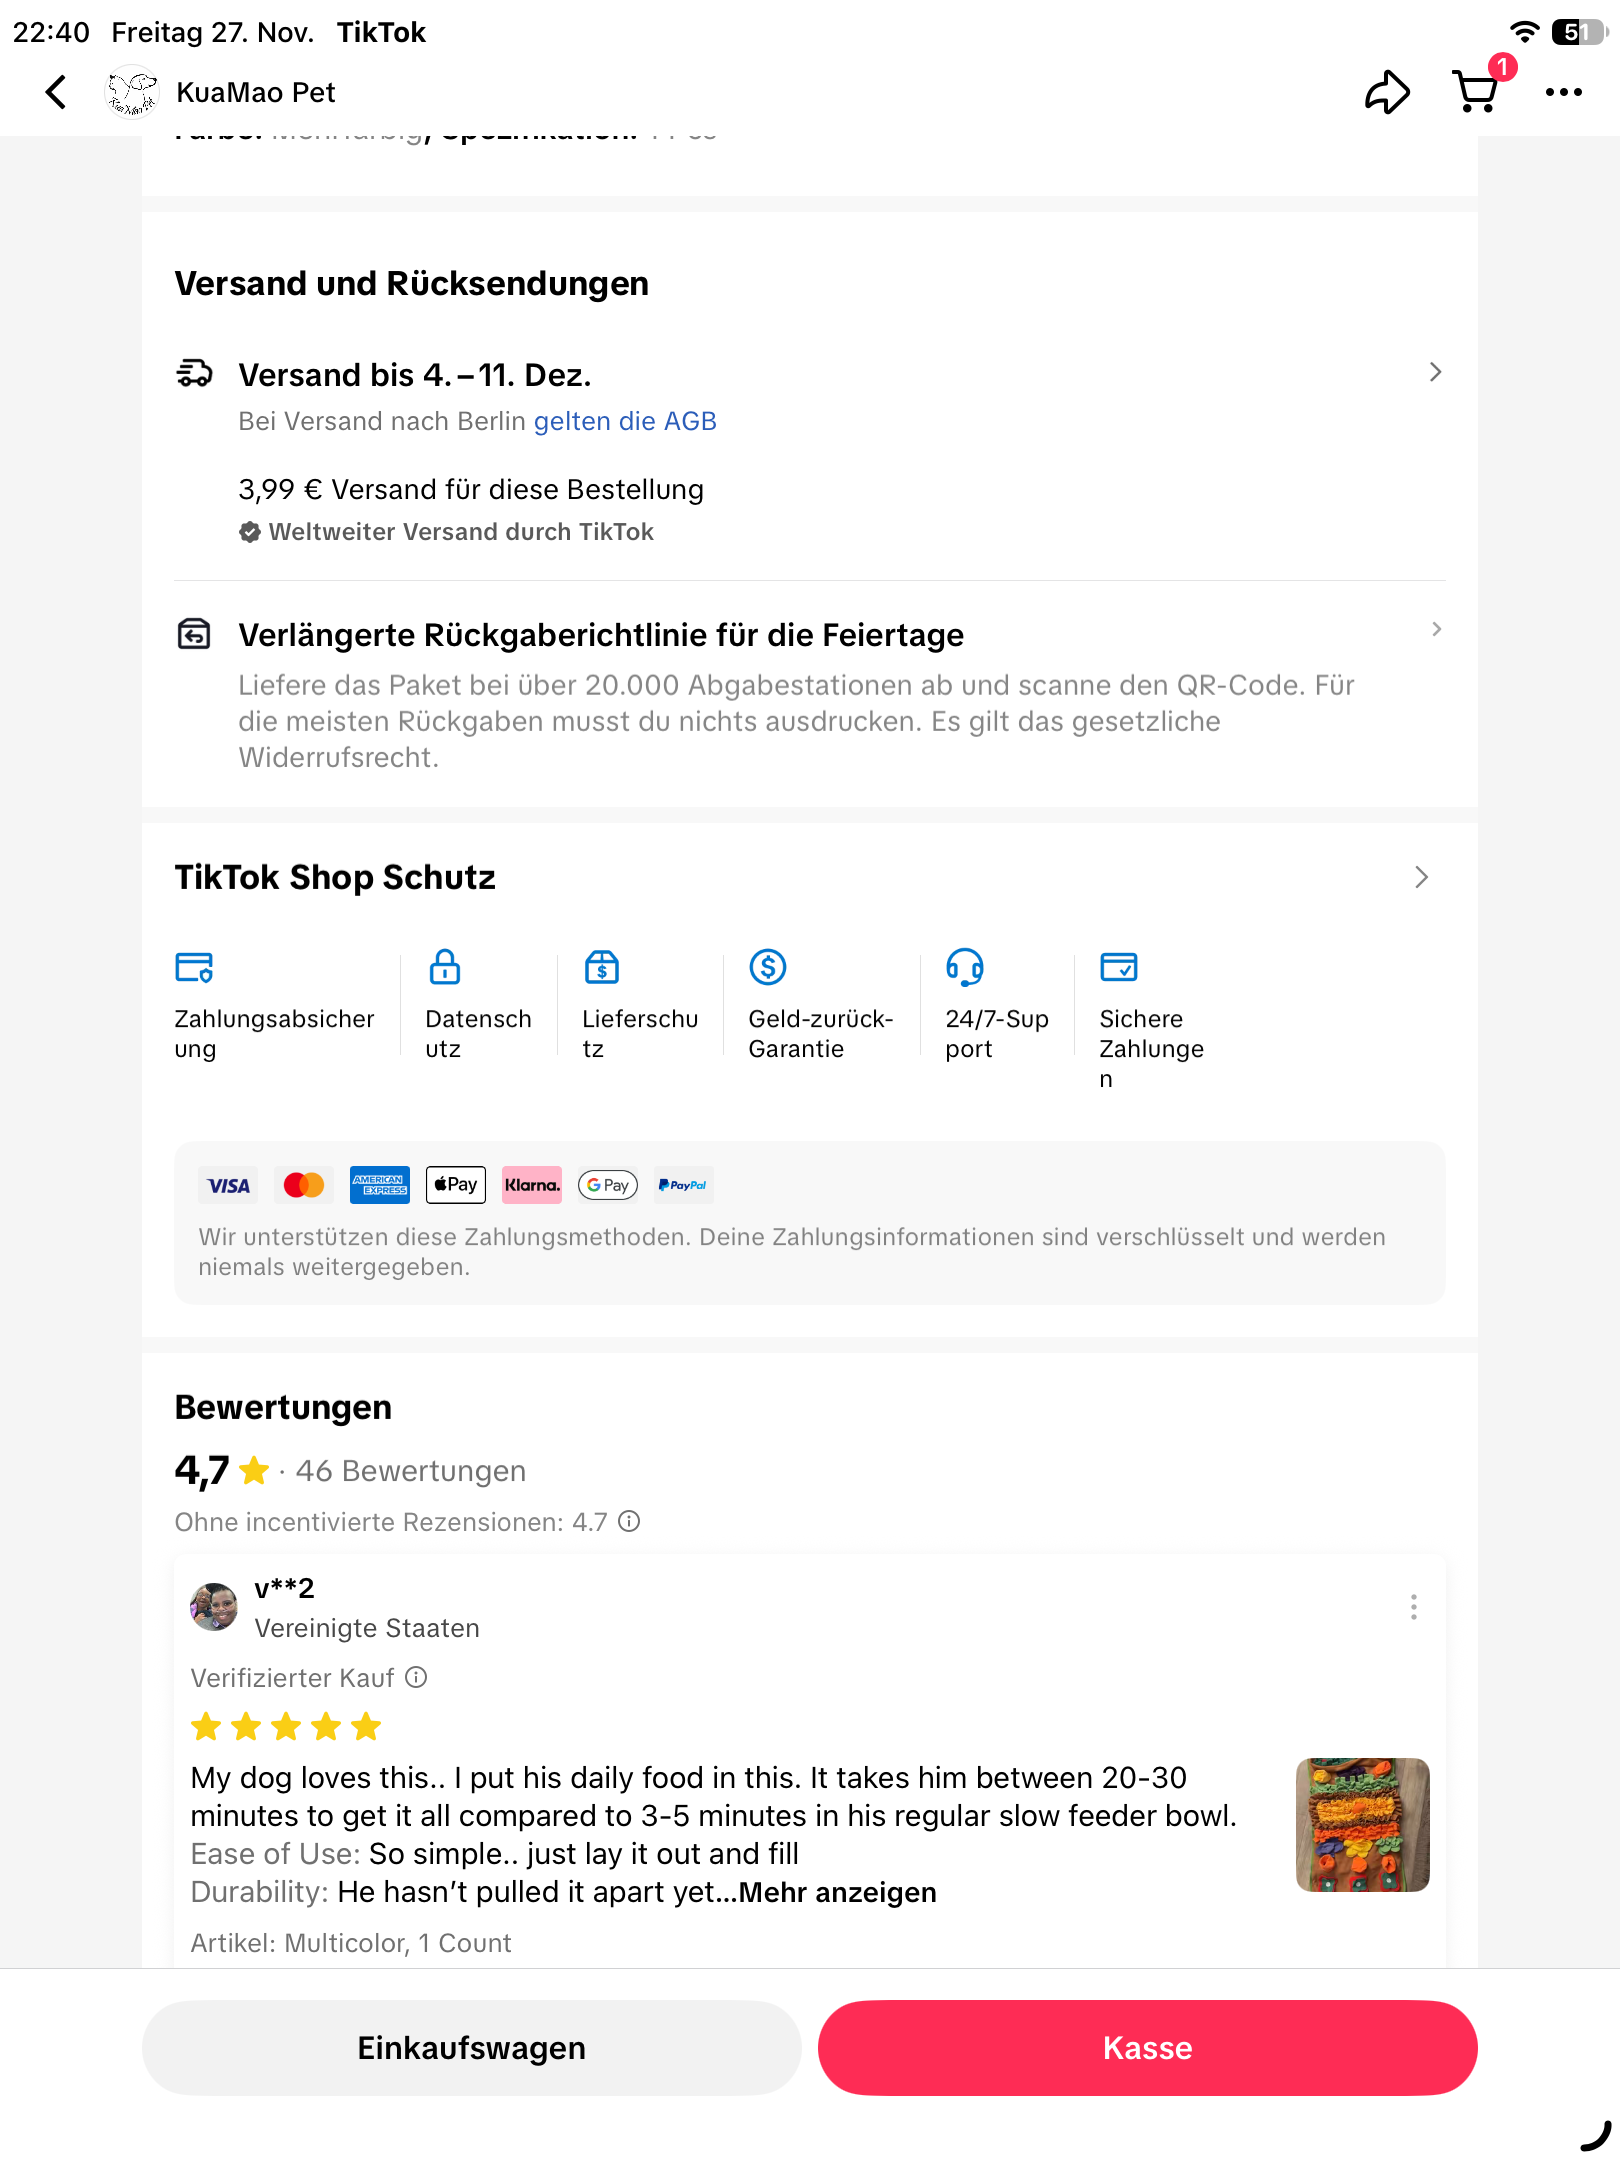 22:40 Freitag 27. Nov. TikTok 51
KuaMao Pet 1
Versand und Rücksendungen
Versand bis 4.–11. Dez.
Bei Versand nach Berlin gelten die AGB
3,99 € Versand für diese Bestellung
Weltweiter Versand durch TikTok
Verlängerte Rückgaberichtlinie für die Feiertage
Liefere das Paket bei über 20.000 Abgabestationen ab und scanne den QR-Code. Für
die meisten Rückgaben musst du nichts ausdrucken. Es gilt das gesetzliche
Widerrufsrecht.
TikTok Shop Schutz
Zahlungsabsicher
ung
Datensch
utz
Lieferschu
tz
Geld-zurück-
Garantie
24/7-Sup
port
Sichere
Zahlunge
n
VISA AMERICAN EXPRESS Pay Klarna. G Pay PayPal
Wir unterstützen diese Zahlungsmethoden. Deine Zahlungsinformationen sind verschlüsselt und werden
niemals weitergegeben.
Bewertungen
4,7 · 46 Bewertungen
Ohne incentivierte Rezensionen: 4.7
v**2
Vereinigte Staaten
Verifizierter Kauf
My dog loves this.. I put his daily food in this. It takes him between 20-30
minutes to get it all compared to 3-5 minutes in his regular slow feeder bowl.
Ease of Use: So simple.. just lay it out and fill
Durability: He hasn’t pulled it apart yet...Mehr anzeigen
Artikel: Multicolor, 1 Count
Einkaufswagen
Kasse